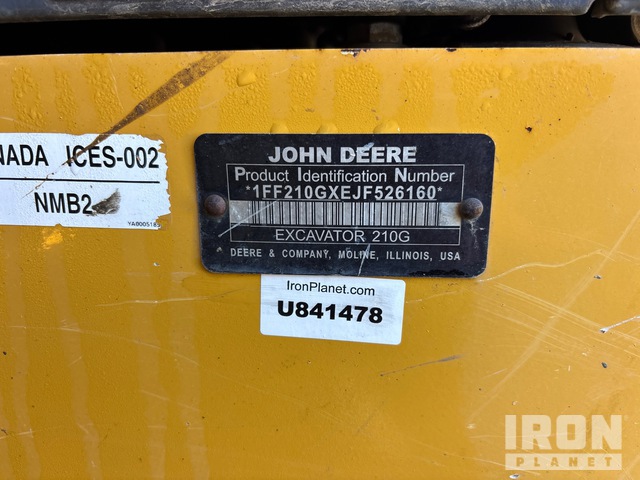 NADA ICES-002
NMB2
YA0005185
JOHN DEERE
Product Identification Number
*1FF210GXEJF526160*
EXCAVATOR 210G
DEERE & COMPANY, MOLINE, ILLINOIS, USA
IronPlanet.com
U841478
IRON
PLANET